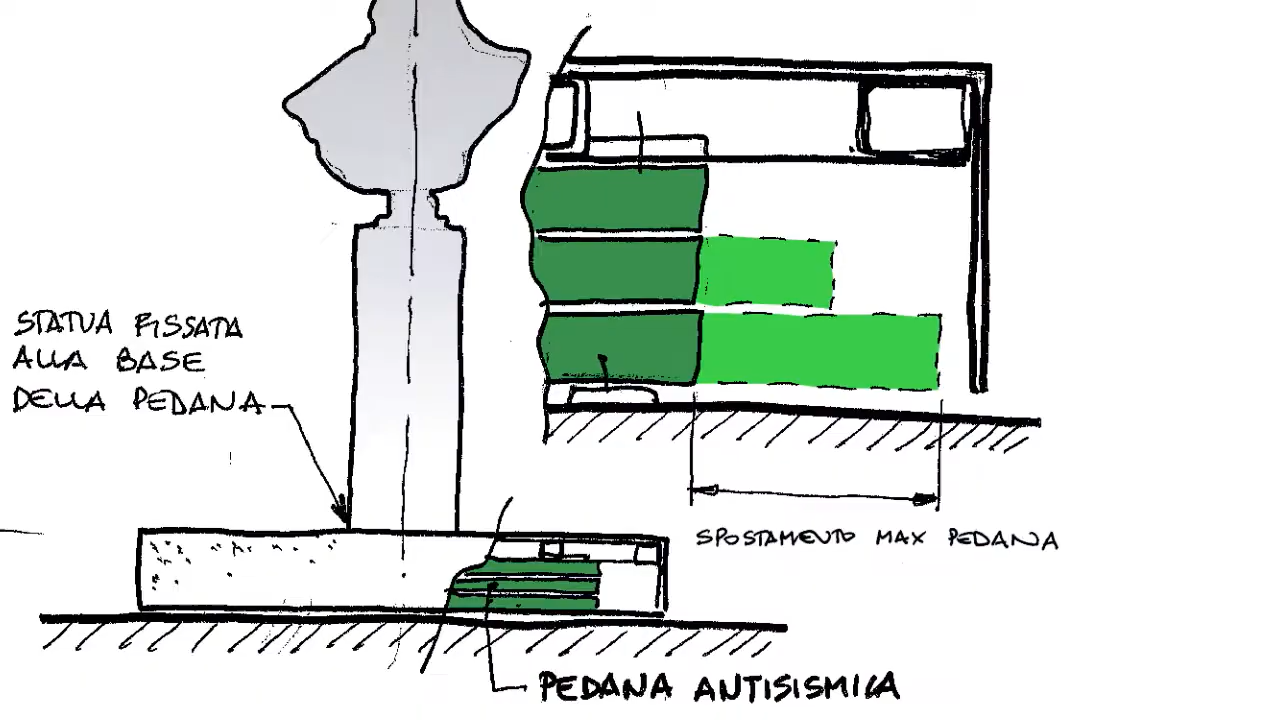 STATUA FISSATA
ALLA BASE
DELLA PEDANA
SPOSTAMENTO MAX PEDANA
PEDANA ANTISISMICA